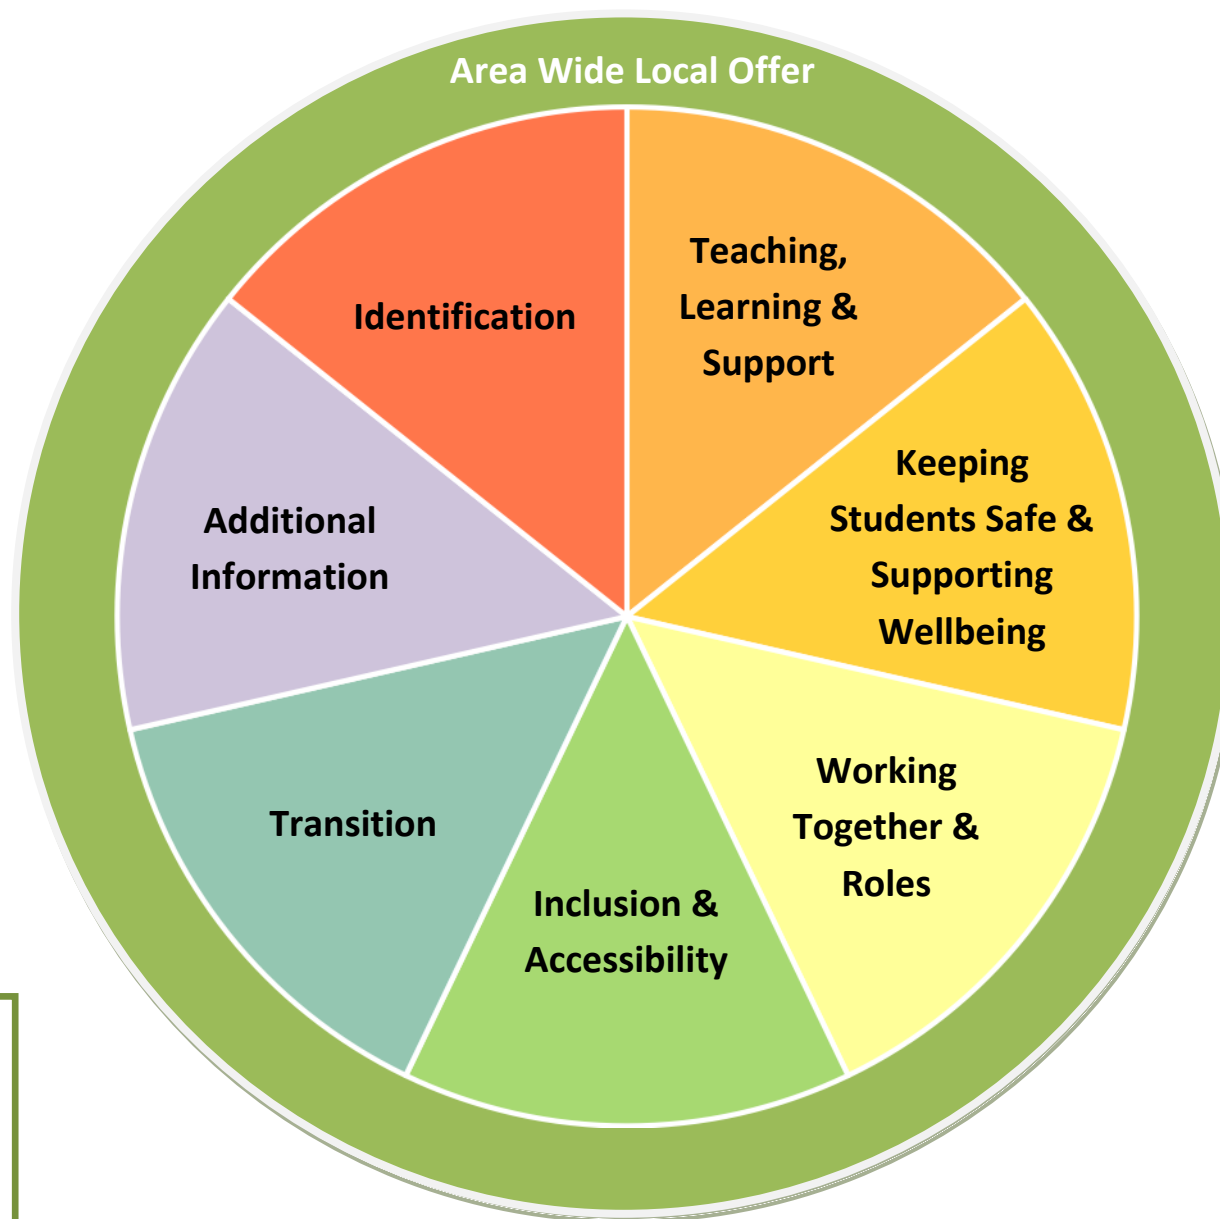 Area Wide Local Offer
Teaching,
Learning &
Support
Keeping
Students Safe &
Supporting
Wellbeing
Working
Together &
Roles
Inclusion &
Accessibility
Transition
Additional
Information
Identification